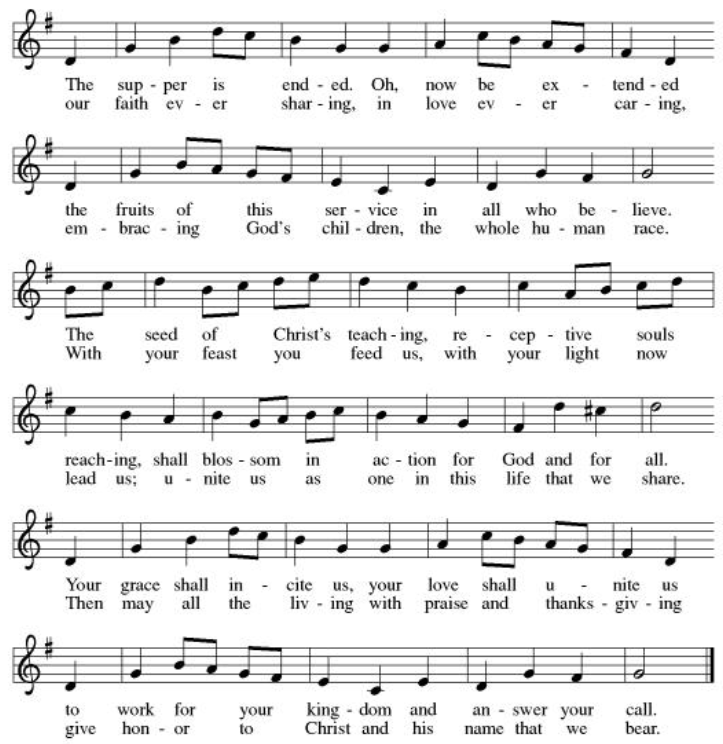 The sup - per is end - ed. Oh, now be ex - tend - ed
our faith ev - er shar - ing, in love ev - er car - ing,
the fruits of this ser - vice in all who be - lieve.
em - brac - ing God's chil - dren, the whole hu - man race.
The seed of Christ's teach - ing, re - cep - tive souls
With your feast you feed us, with your light now
reach - ing, shall blos - som in ac - tion for God and for all.
lead us; u - nite us as one in this life that we share.
Your grace shall in - cite us, your love shall u - nite us
Then may all the liv - ing with praise and thanks - giv - ing
to work for your king - dom and an - swer your call.
give hon - or to Christ and his name that we bear.